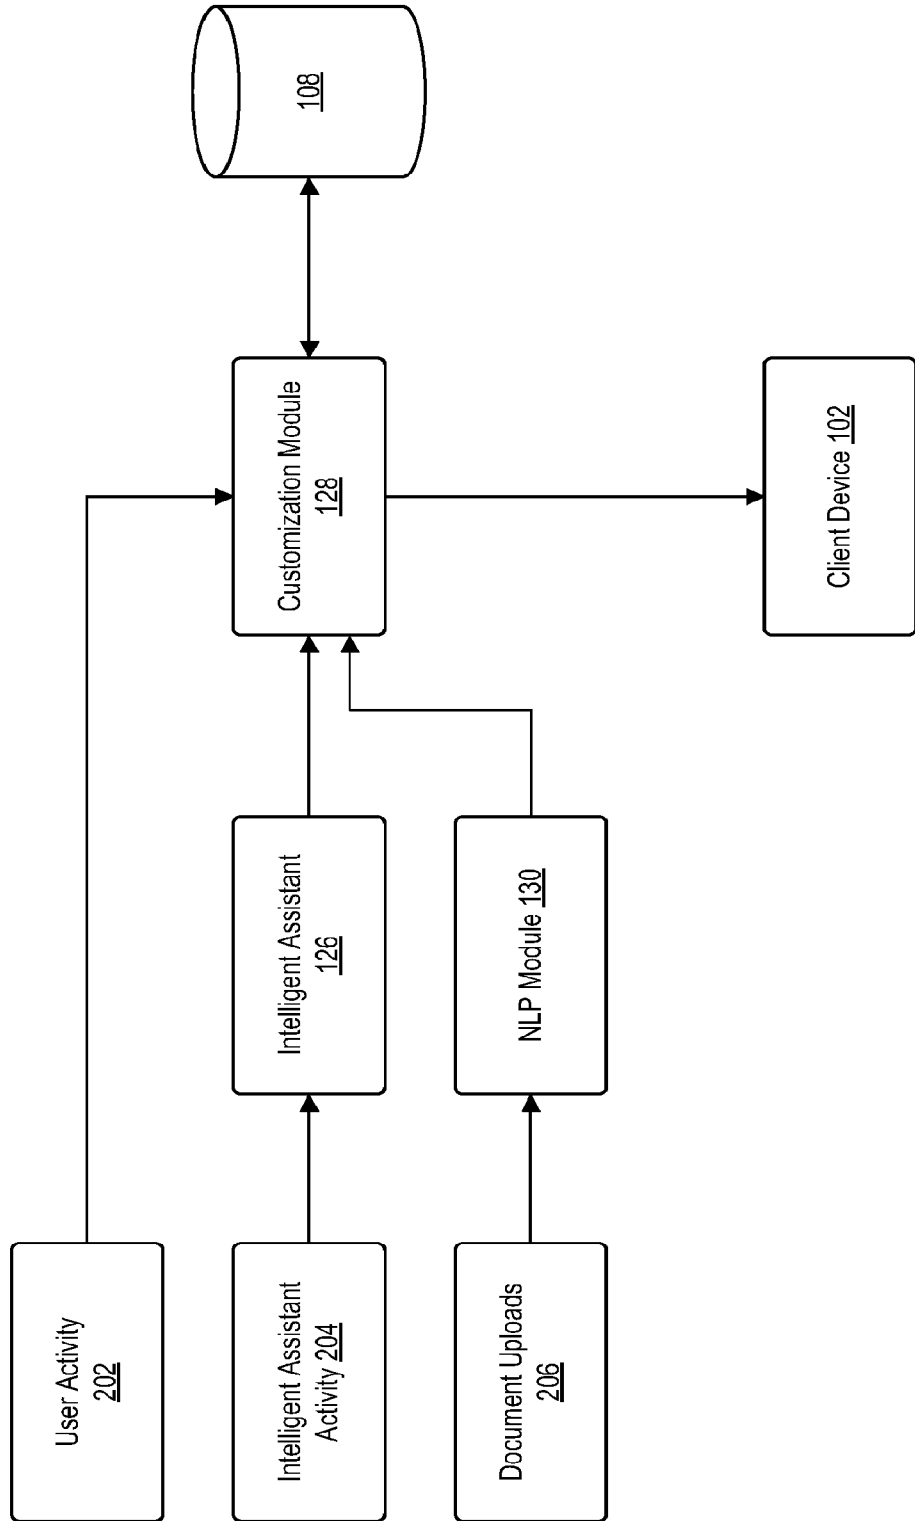 User Activity
202
Intelligent Assistant
Activity 204
Document Uploads
206
Intelligent Assistant
126
NLP Module 130
Customization Module
128
Client Device 102
108